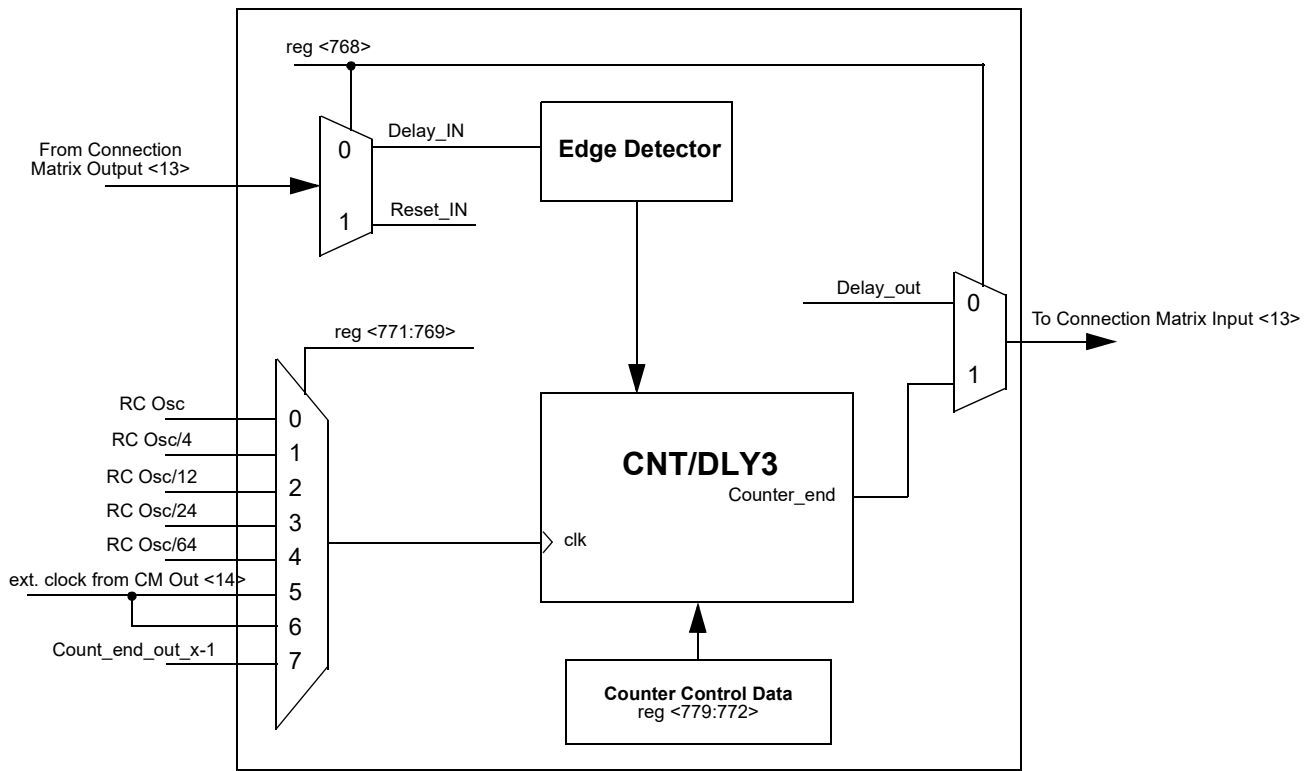 reg <768>
From Connection
Matrix Output <13>
0
1
Delay_IN
Reset_IN
Edge Detector
Delay_out
0
1
To Connection Matrix Input <13>
reg <771:769>
RC Osc
RC Osc/4
RC Osc/12
RC Osc/24
RC Osc/64
ext. clock from CM Out <14>
Count_end_out_x-1
0
1
2
3
4
5
6
7
CNT/DLY3
Counter_end
clk
Counter Control Data
reg <779:772>